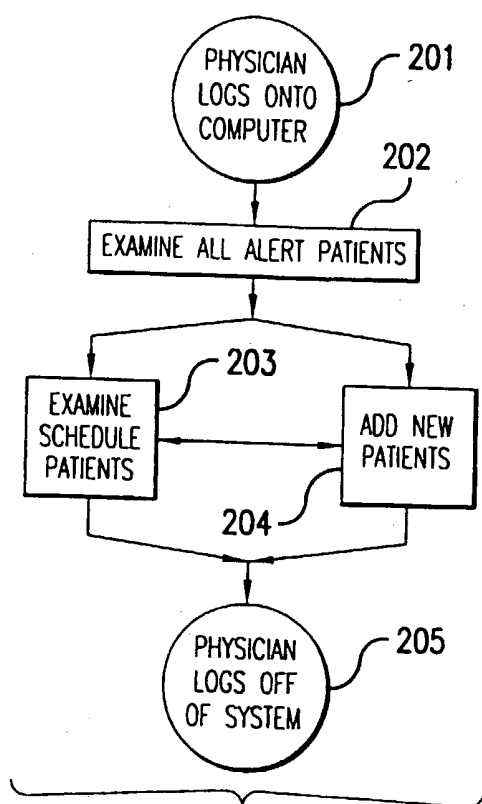 PHYSICIAN
LOGS ONTO
COMPUTER
201
202
EXAMINE ALL ALERT PATIENTS
203
EXAMINE
SCHEDULE
PATIENTS
ADD NEW
PATIENTS
204
PHYSICIAN
LOGS OFF
OF SYSTEM
205